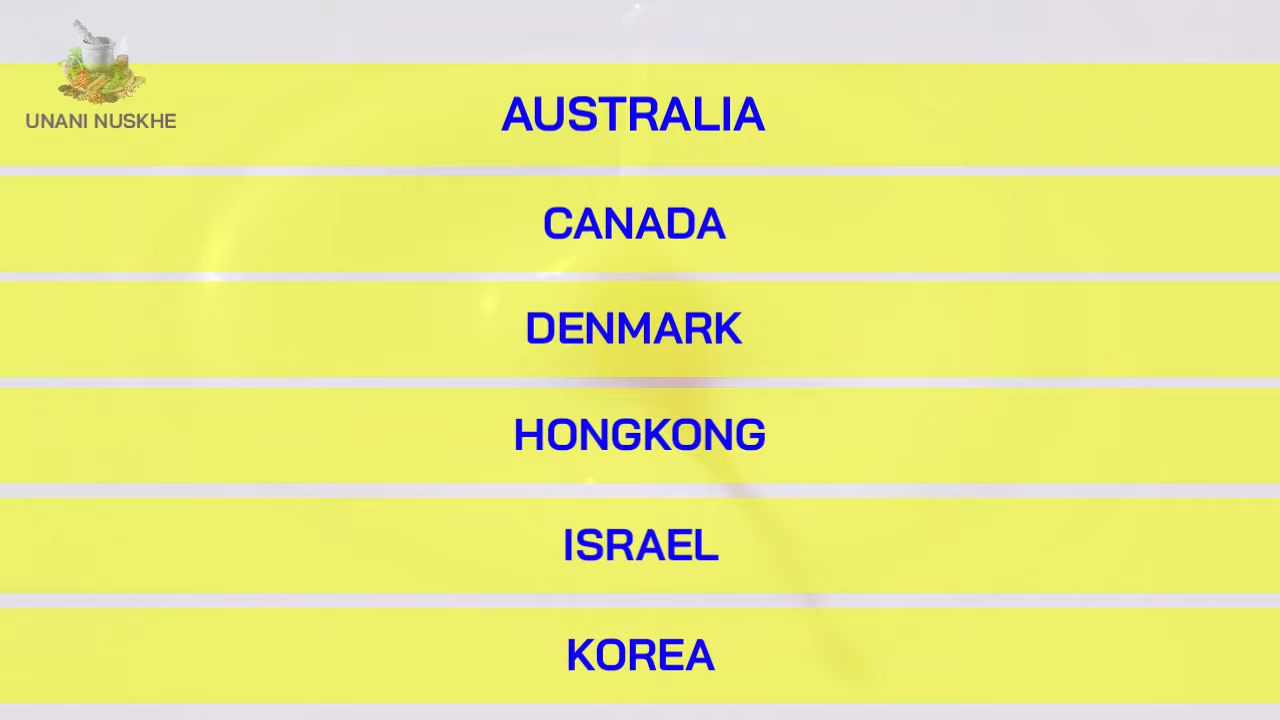 UNANI NUSKHE
AUSTRALIA
CANADA
DENMARK
HONGKONG
ISRAEL
KOREA